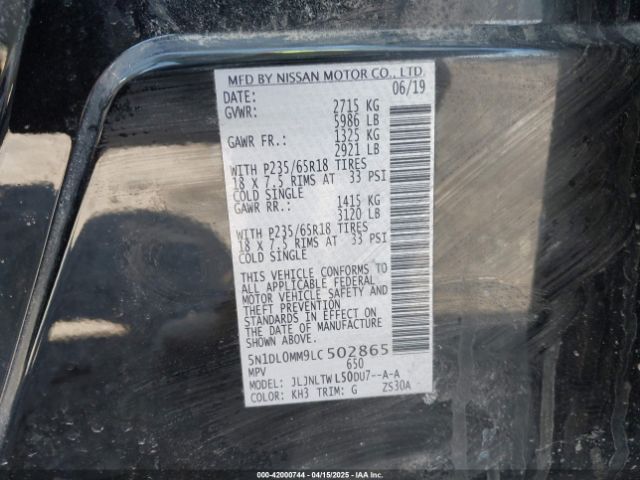 MFD BY NISSAN MOTOR CO., LTD.
DATE: 06/19
GVWR: 2715 KG
5986 LB
GAWR FR.: 1325 KG
2921 LB
WITH P235/65R18 TIRES
18 X 7.5 RIMS AT 33 PSI
COLD SINGLE
GAWR RR.: 1415 KG
3120 LB
WITH P235/65R18 TIRES
18 X 7.5 RIMS AT 33 PSI
COLD SINGLE
THIS VEHICLE CONFORMS TO
ALL APPLICABLE FEDERAL
MOTOR VEHICLE SAFETY AND
THEFT PREVENTION
STANDARDS IN EFFECT ON
THE DATE OF MANUFACTURE
SHOWN ABOVE.
5N1DL0MM9LC502865
MPV 650
MODEL: JLJNLTWL50DU7--A-A
COLOR: KH3 TRIM: G ZS30A
000-42000744 - 04/15/2025 - IAA, Inc.